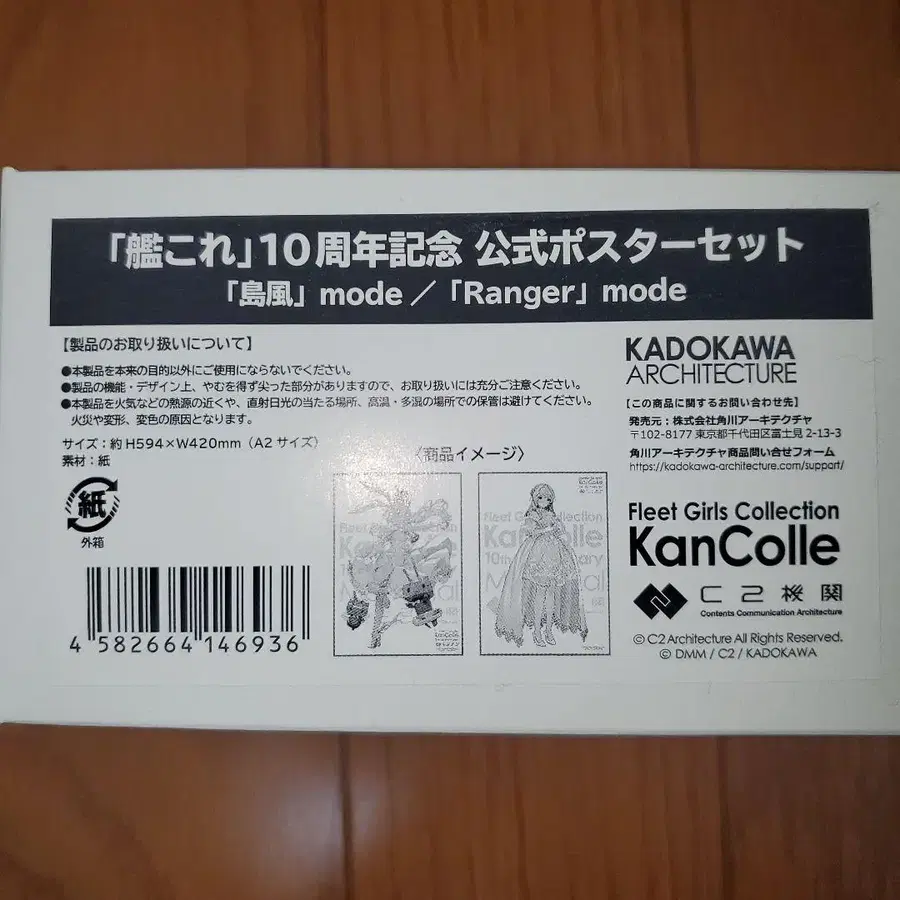 「艦これ」10周年記念 公式ポスターセット
「島風」mode／「Ranger」mode
【製品のお取り扱いについて】
●本製品を本来の目的以外にご使用にならないでください。
●製品の機能・デザイン上、やむを得ず尖った部分がありますので、お取り扱いには充分ご注意ください。
●本製品を火気などの熱源の近くや、直射日光の当たる場所、高温・多湿の場所での保管は避けてください。
火災や変形、変色の原因となります。
サイズ：約 H594×W420mm（A2 サイズ）
素材：紙
紙
外箱
4 582664 146936
〈商品イメージ〉
Fleet Girls Collection
KanColle
Fleet Girls Collection
KanColle
10th
KADOKAWA
ARCHITECTURE
【この商品に関するお問い合わせ先】
発売元：株式会社角川アーキテクチャ
〒102-8177 東京都千代田区富士見 2-13-3
角川アーキテクチャ商品問い合せフォーム
https://kadokawa-architecture.com/support/
Fleet Girls Collection
KanColle
C2機関
Contents Communication Architecture
© C2Architecture All Rights Reserved.
© DMM / C2 / KADOKAWA